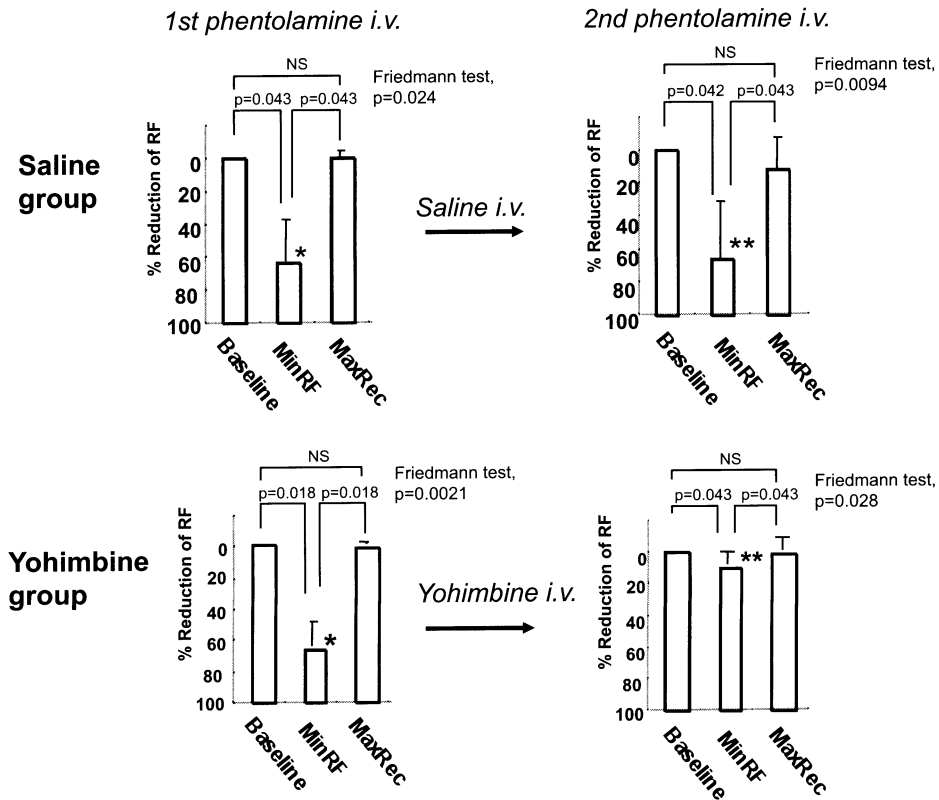 1st phentolamine i.v.
2nd phentolamine i.v.
Saline
group
NS
p=0.043 p=0.043
Friedmann test,
p=0.024
% Reduction of RF
0
20
40
60
80
100
Baseline
MinRF
MaxRec
Saline i.v.
NS
p=0.042 p=0.043
Friedmann test,
p=0.0094
% Reduction of RF
0
20
40
60
80
100
**
Baseline
MinRF
MaxRec
*
Yohimbine
group
NS
p=0.018 p=0.018
Friedmann test,
p=0.0021
% Reduction of RF
0
20
40
60
80
100
*
Baseline
MinRF
MaxRec
Yohimbine i.v.
NS
p=0.043 p=0.043
Friedmann test,
p=0.028
% Reduction of RF
0
20
40
60
80
100
**
Baseline
MinRF
MaxRec